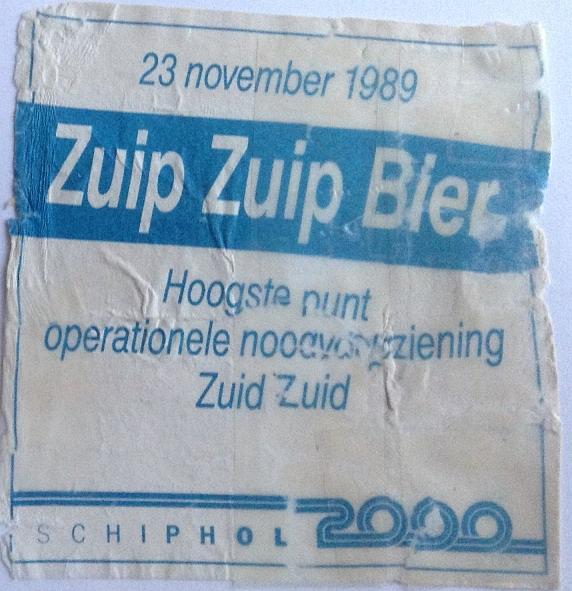 23 november 1989
Zuip Zuip Bier
Hoogste punt
operationele
Zuid Zuid
SCHIPHOL 2000